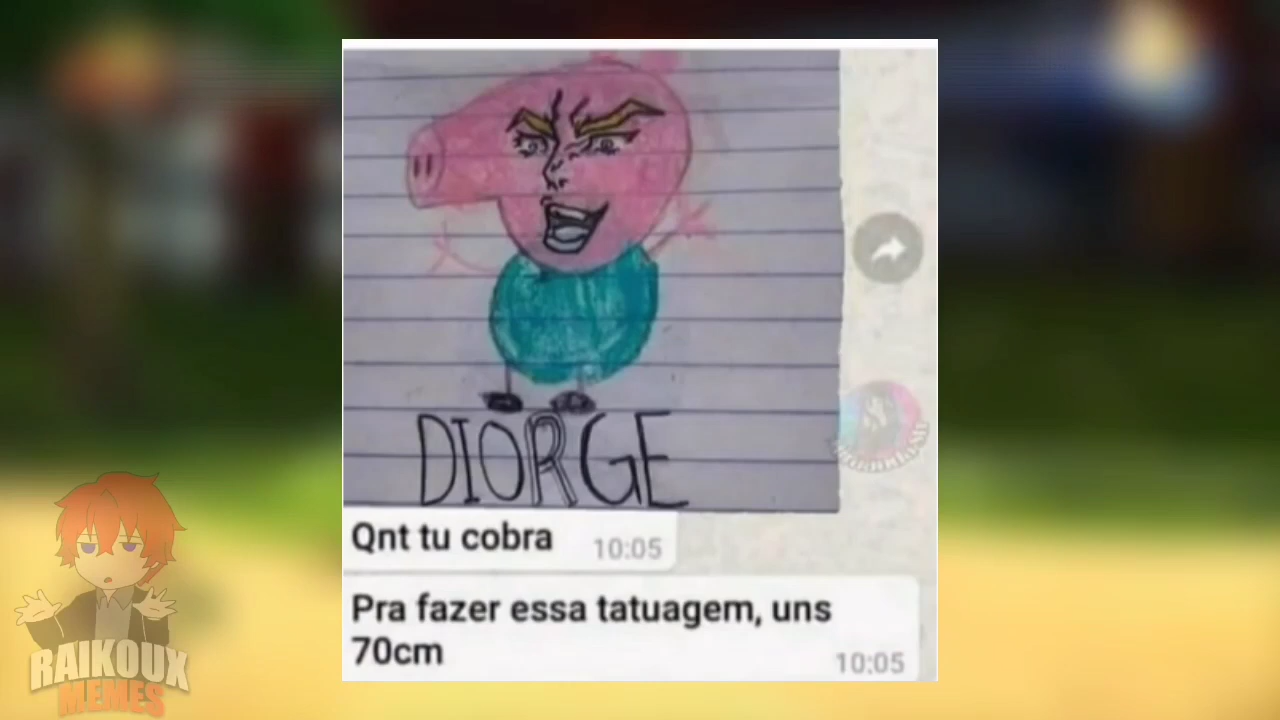 DIORGE
Qnt tu cobra
10:05
Pra fazer essa tatuagem, uns
70cm
10:05
RAIKOUX
MEMES